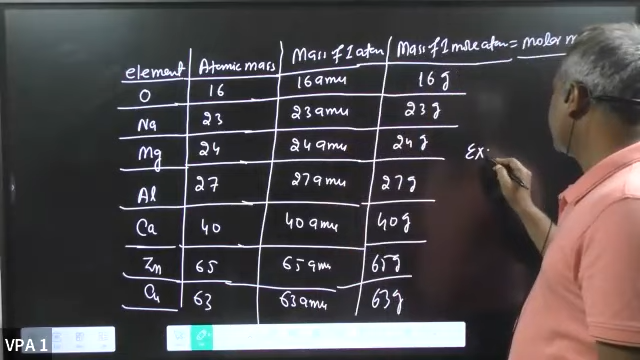 element Atomic mass Mass of 1 atom Mass of 1 mole atom = molar m
O 16 16 amu 16 g
Na 23 23 amu 23 g
Mg 24 24 amu 24 g
Ex:
Al 27 27 amu 27 g
Ca 40 40 amu 40 g
Zn 65 65 amu 65 g
Cu 63 63 amu 63 g
VPA 1